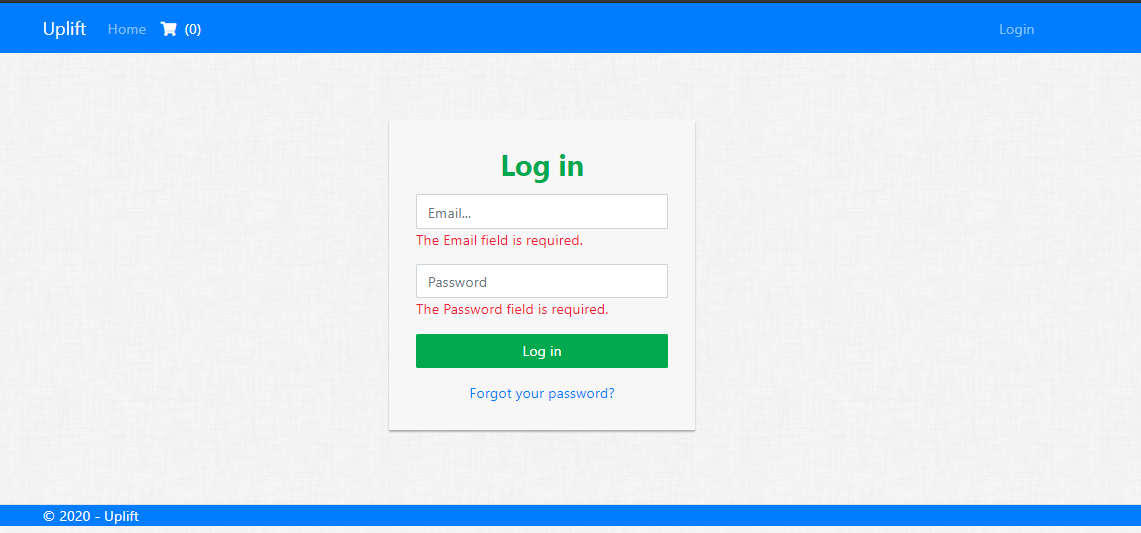 Uplift Home (0) Login
Log in
Email...
The Email field is required.
Password
The Password field is required.
Log in
Forgot your password?
© 2020 - Uplift